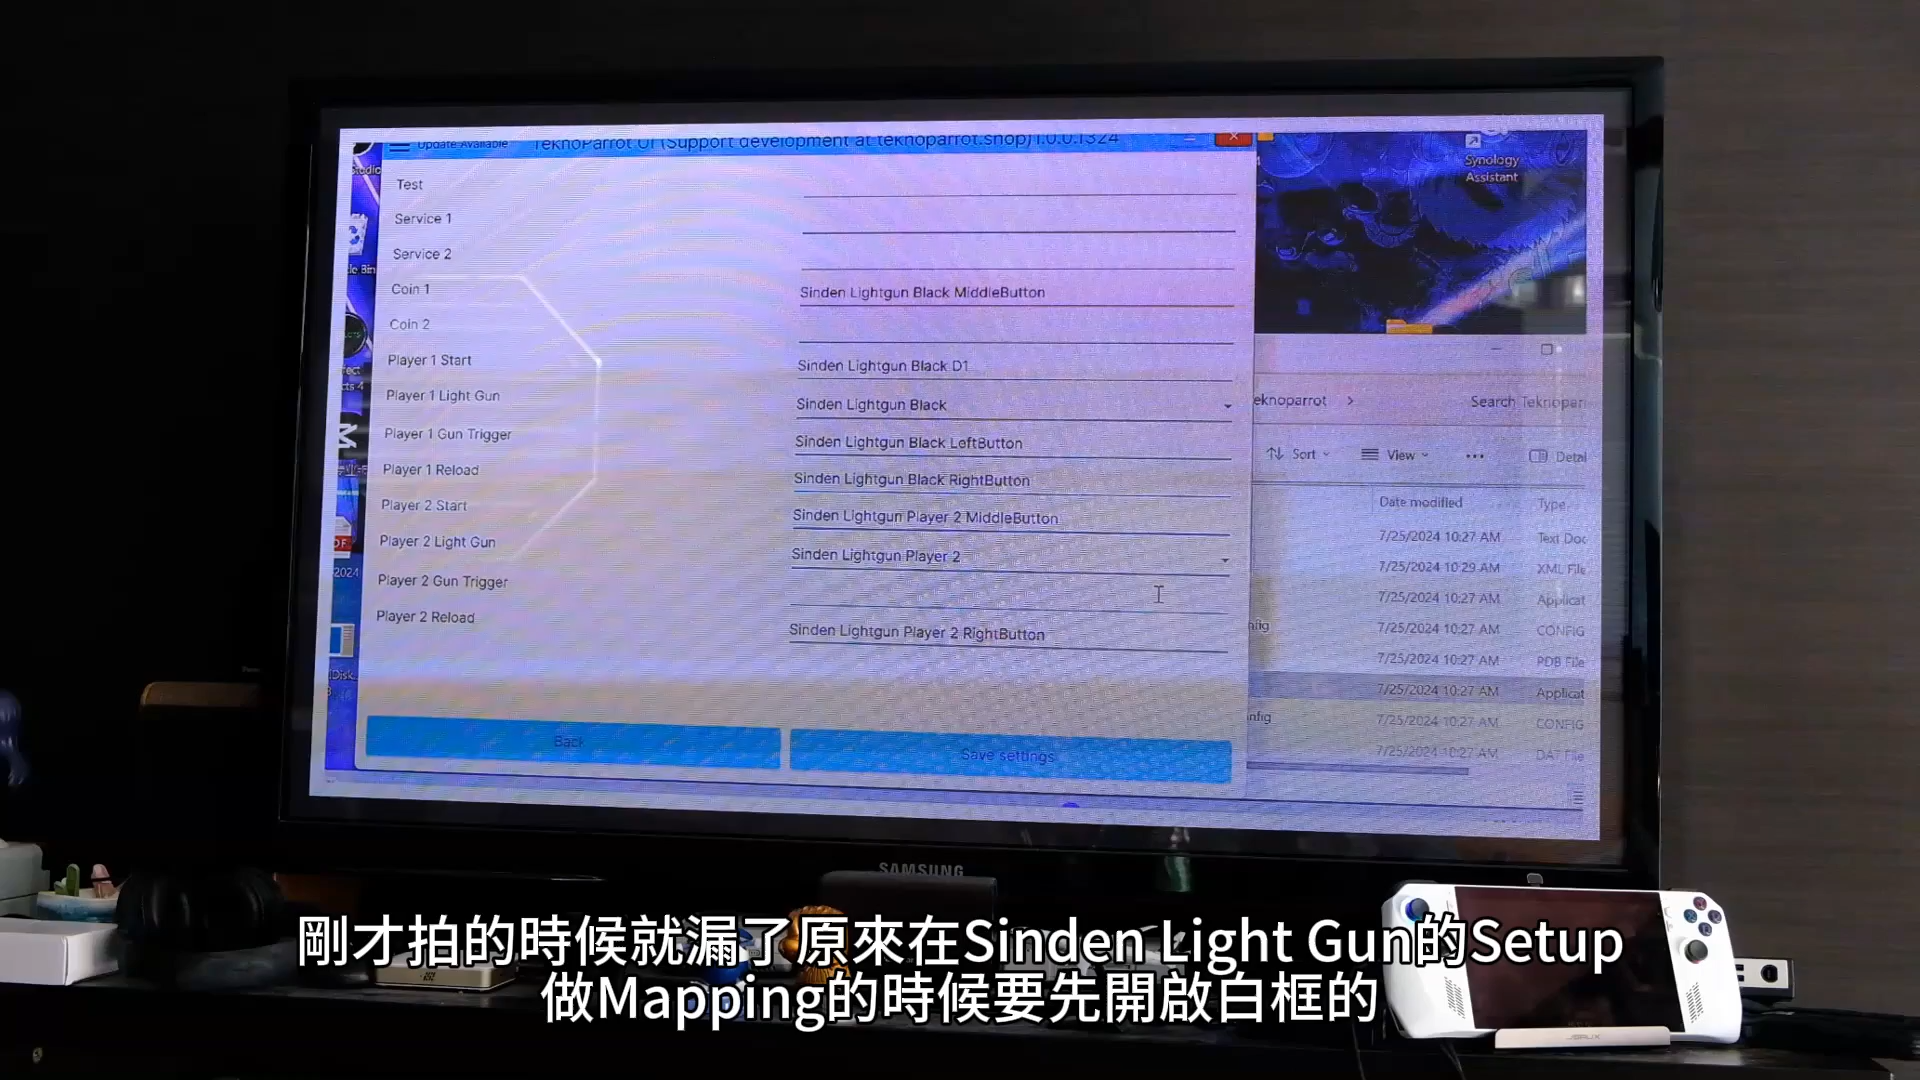 Update Available
TeknoParrot UI (Support development at teknoparrot.shop) 1.0.0.1324
Test
Service 1
Service 2
Coin 1
Sinden Lightgun Black MiddleButton
Coin 2
Player 1 Start
Sinden Lightgun Black D1
Player 1 Light Gun
Sinden Lightgun Black
Player 1 Gun Trigger
Sinden Lightgun Black LeftButton
Player 1 Reload
Sinden Lightgun Black RightButton
Player 2 Start
Sinden Lightgun Player 2 MiddleButton
Player 2 Light Gun
Sinden Lightgun Player 2
Player 2 Gun Trigger
Player 2 Reload
Sinden Lightgun Player 2 RightButton
Back
Save settings
Synology
Assistant
eknoparrot
Search Teknopar
Sort
View
Detai
Date modified
Type
7/25/2024 10:27 AM
Text Doc
7/25/2024 10:29 AM
XML File
7/25/2024 10:27 AM
Applicat
nfig
7/25/2024 10:27 AM
CONFIG
7/25/2024 10:27 AM
PDB File
7/25/2024 10:27 AM
Applicat
nfig
7/25/2024 10:27 AM
CONFIG
7/25/2024 10:27 AM
DAT File
2024
SAMSUNG
剛才拍的時候就漏了原來在Sinden Light Gun的Setup
做Mapping的時候要先開啟白框的
JSAUX